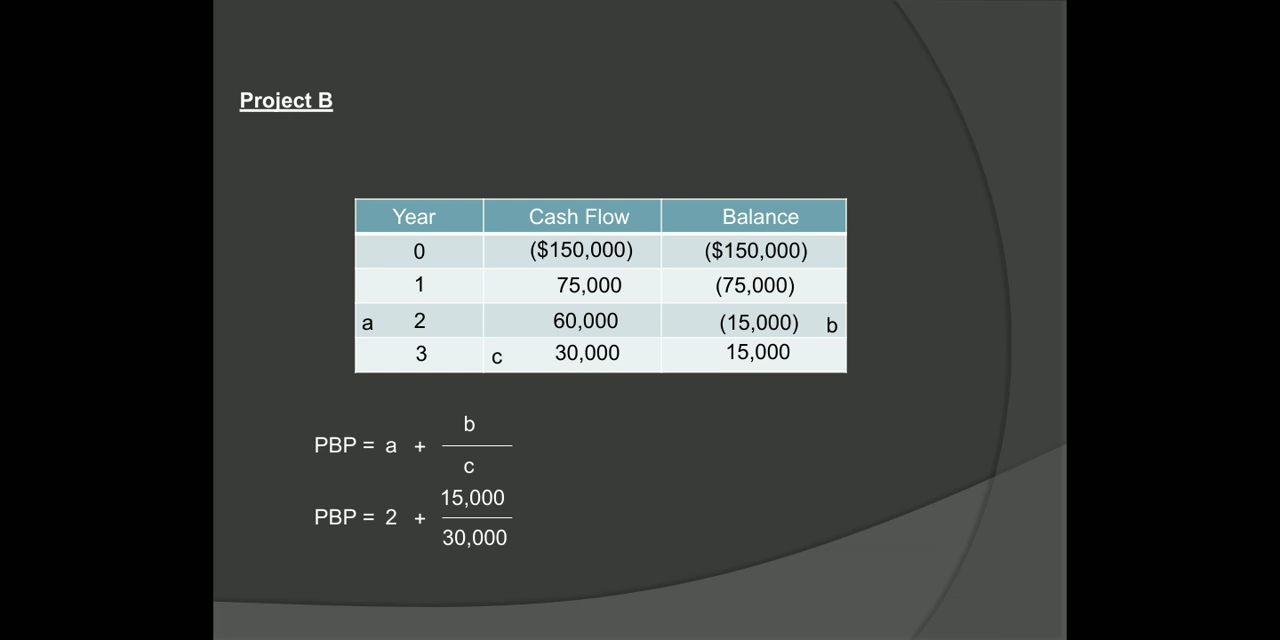 Project B
Year Cash Flow Balance
0 ($150,000) ($150,000)
1 75,000 (75,000)
a 2 60,000 (15,000) b
3 c 30,000 15,000
b
PBP = a +
c
15,000
PBP = 2 +
30,000